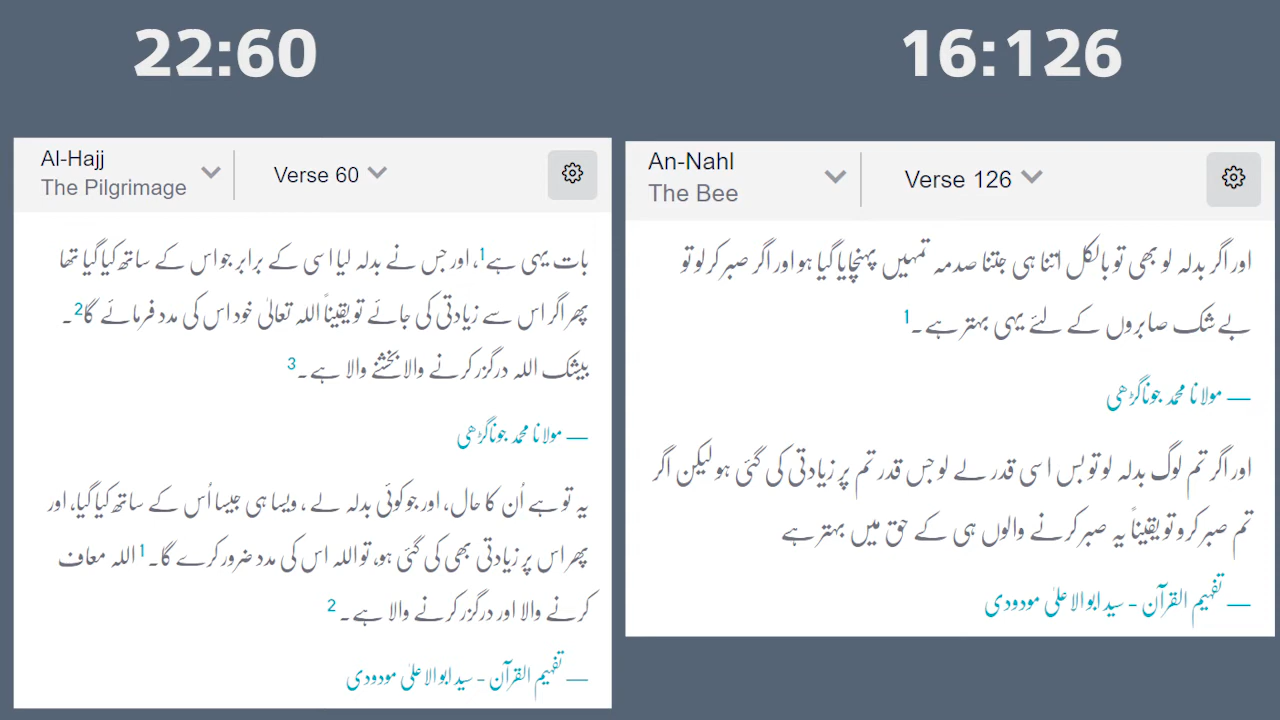 22:60
16:126
Al-Hajj
The Pilgrimage
Verse 60
بات یہی ہے1، اور جس نے بدلہ لیا اسی کے برابر جو اس کے ساتھ کیا گیا تھا
پھر اگر اس سے زیادتی کی جائے تو یقیناً اللہ تعالیٰ خود اس کی مدد فرمائے گا2۔
بیشک اللہ درگزر کرنے والا بخشنے والا ہے۔3
— مولانا محمد جوناگڑھی
یہ تو ہے اُن کا حال، اور جو کوئی بدلہ لے، ویسا ہی جیسا اُس کے ساتھ کیا گیا، اور
پھر اس پر زیادتی بھی کی گئی ہو، تو اللہ اس کی مدد ضرور کرے گا۔1 اللہ معاف
کرنے والا اور درگزر کرنے والا ہے۔2
— تفہیم القرآن - سید ابو الاعلیٰ مودودی
An-Nahl
The Bee
Verse 126
اور اگر بدلہ لو بھی تو بالکل اتنا ہی جتنا صدمہ تمہیں پہنچایا گیا ہو اور اگر صبر کرلو تو
بےشک صابروں کے لئے یہی بہتر ہے۔1
— مولانا محمد جوناگڑھی
اور اگر تم لوگ بدلہ لو تو بس اسی قدر لے لو جس قدر تم پر زیادتی کی گئی ہو لیکن اگر
تم صبر کرو تو یقیناً یہ صبر کرنے والوں ہی کے حق میں بہتر ہے
— تفہیم القرآن - سید ابو الاعلیٰ مودودی